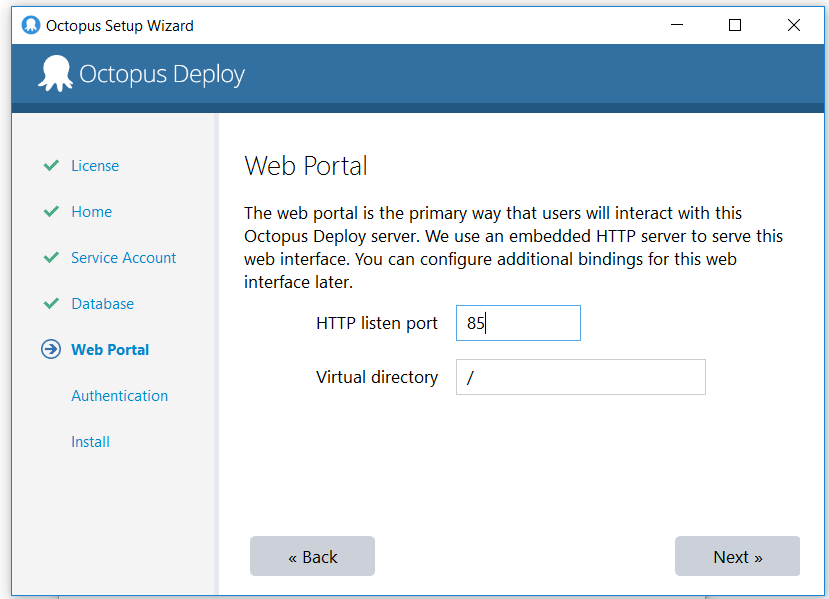 Octopus Setup Wizard
Octopus Deploy
License
Home
Service Account
Database
Web Portal
Authentication
Install
Web Portal
The web portal is the primary way that users will interact with this
Octopus Deploy server. We use an embedded HTTP server to serve this
web interface. You can configure additional bindings for this web
interface later.
HTTP listen port 85
Virtual directory /
« Back
Next »